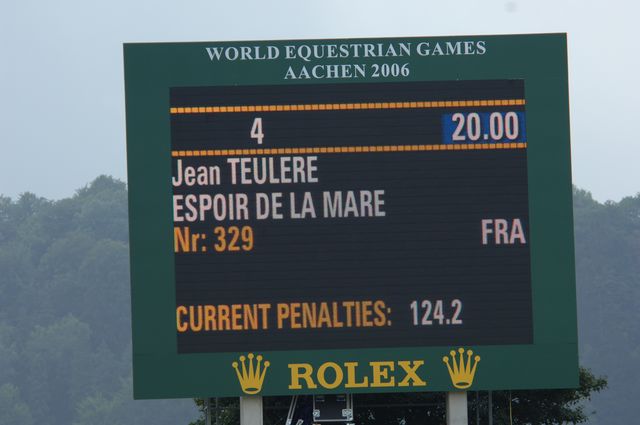 WORLD EQUESTRIAN GAMES
AACHEN 2006
4 20.00
Jean TEULERE
ESPOIR DE LA MARE
Nr: 329 FRA
CURRENT PENALTIES: 124.2
ROLEX